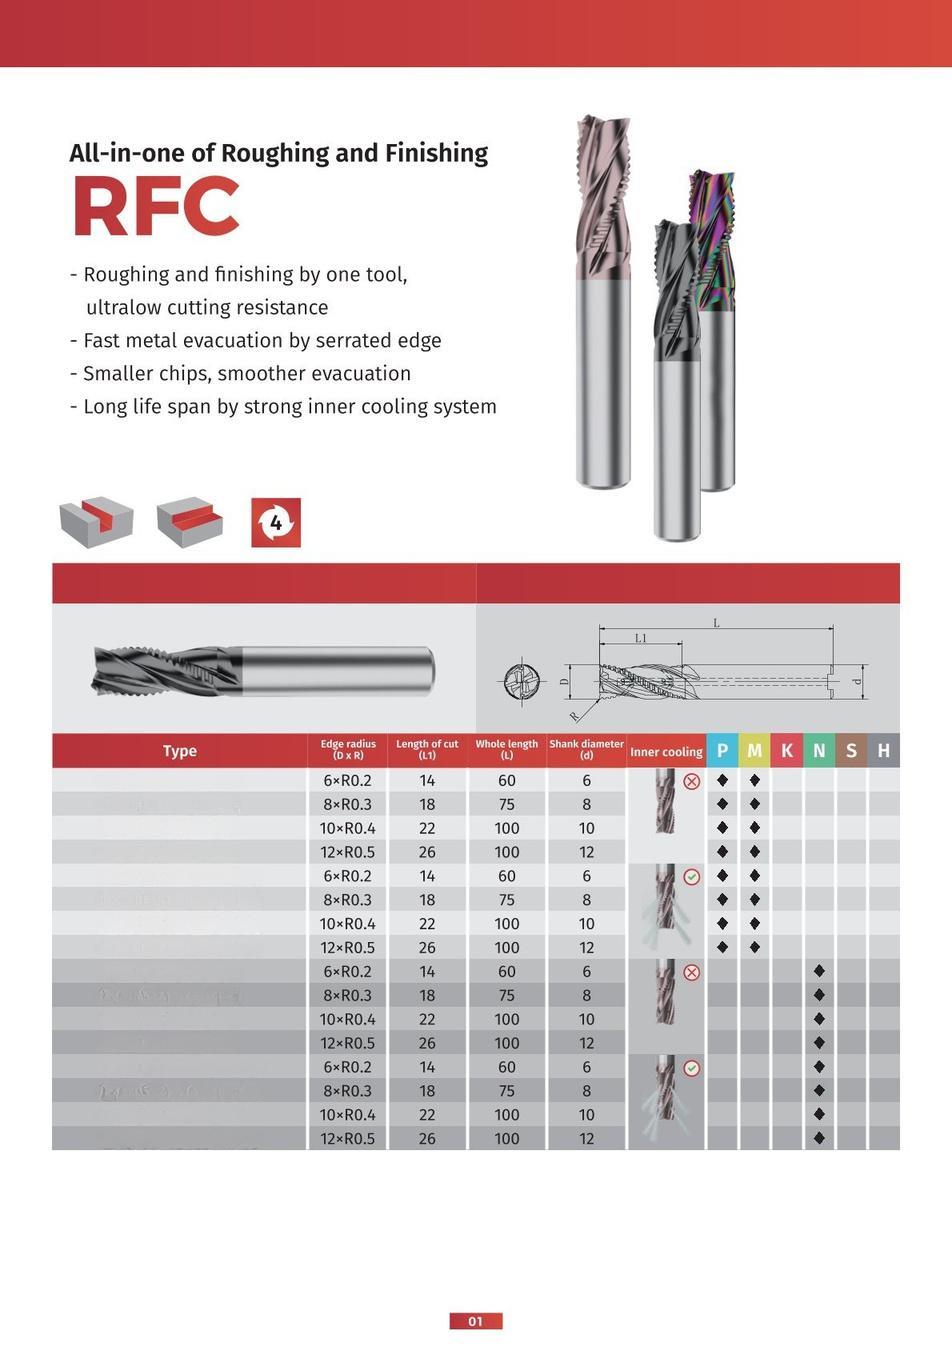 All-in-one of Roughing and Finishing
RFC
- Roughing and finishing by one tool,
ultralow cutting resistance
- Fast metal evacuation by serrated edge
- Smaller chips, smoother evacuation
- Long life span by strong inner cooling system
4
L
L1
D
d
R
Type Edge radius (D x R) Length of cut (L1) Whole length (L) Shank diameter (d) Inner cooling P M K N S H
6×R0.2 14 60 6 ♦ ♦
8×R0.3 18 75 8 ♦ ♦
10×R0.4 22 100 10 ♦ ♦
12×R0.5 26 100 12 ♦ ♦
6×R0.2 14 60 6 ♦ ♦
8×R0.3 18 75 8 ♦ ♦
10×R0.4 22 100 10 ♦ ♦
12×R0.5 26 100 12 ♦ ♦
6×R0.2 14 60 6 ♦
8×R0.3 18 75 8 ♦
10×R0.4 22 100 10 ♦
12×R0.5 26 100 12 ♦
6×R0.2 14 60 6 ♦
8×R0.3 18 75 8 ♦
10×R0.4 22 100 10 ♦
12×R0.5 26 100 12 ♦
01